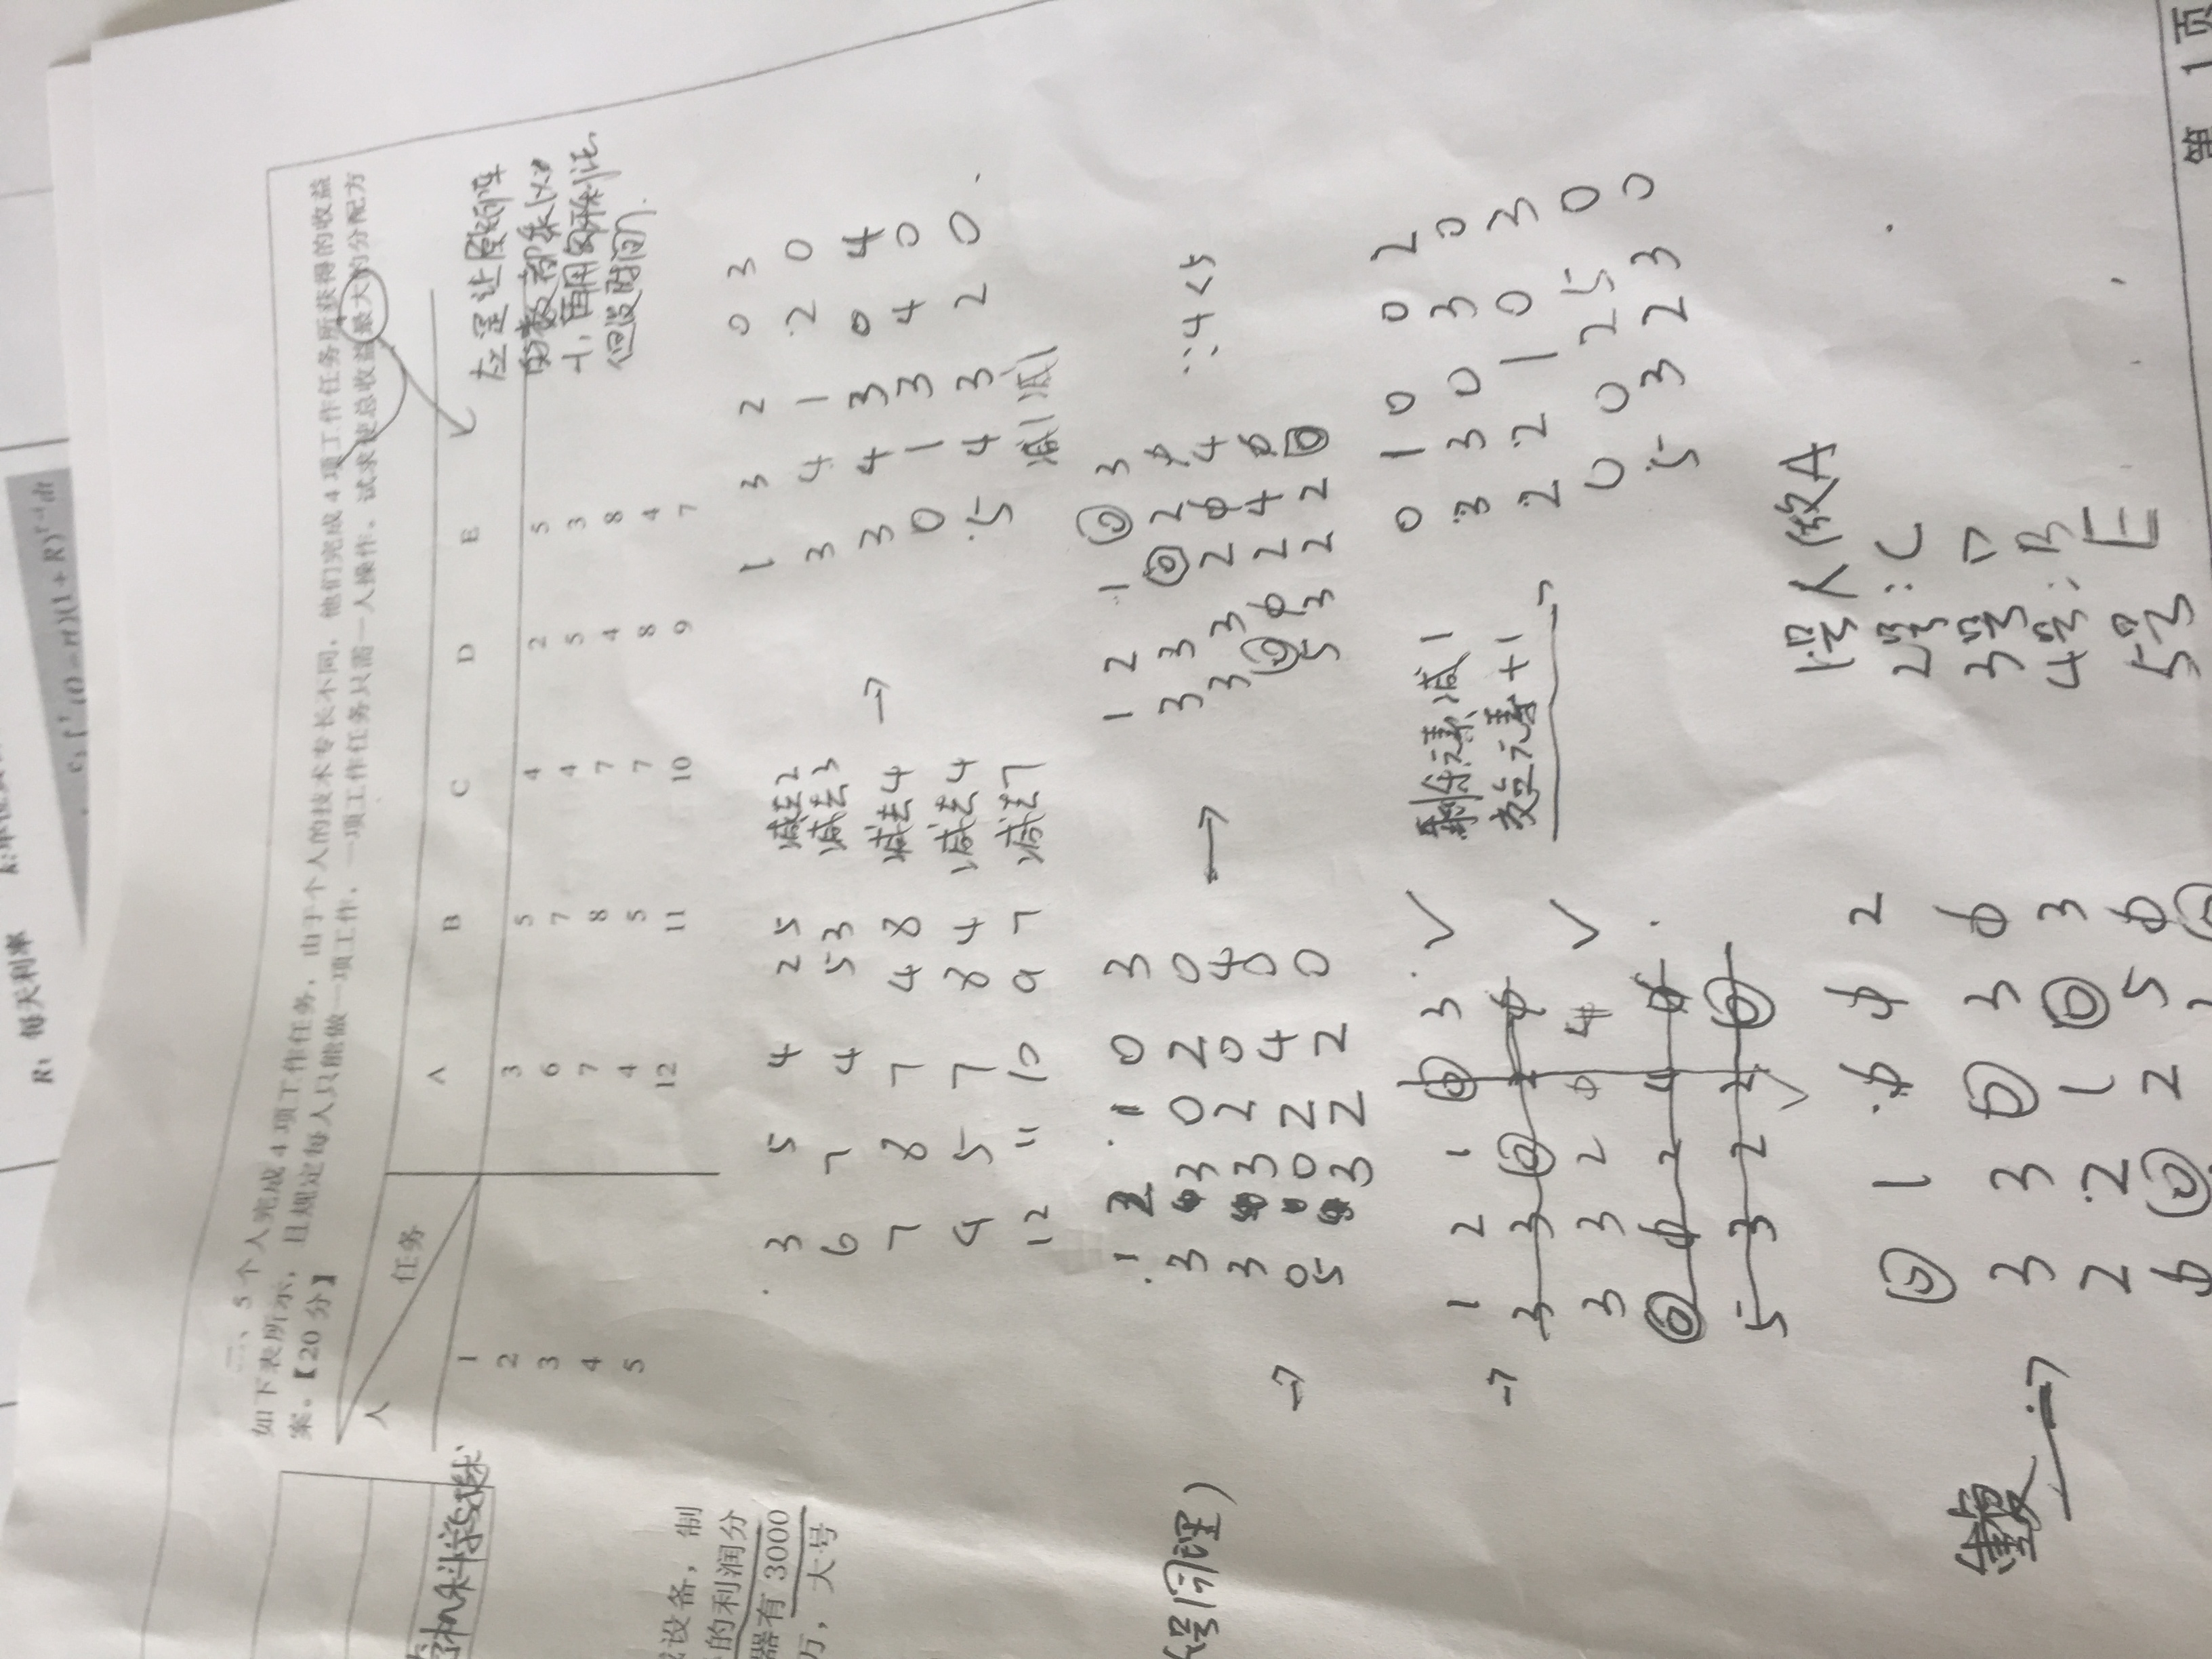 R：每天利率
(Q-rt)(1+R)^{T-t}dt
二、5个人完成4项工作任务，由于个人的技术专长不同，他们完成4项工作任务所获得的收益
如下表所示，且规定每人只能做一项工作，一项工作任务只需一人操作。试求使总收益最大的分配方
案。【20分】
人 任务 A B C D E
1 3 5 4 2 5
2 6 7 4 5 3
3 7 8 7 4 8
4 4 5 7 8 4
5 12 11 10 9 7
应是让原矩阵
的数都乘以
-1，再用匈牙利法
但没时间了.
设备，制
的利润分
器有3000
万，大号
号同理）
3 5 4 2 5 减去2
6 7 4 5 3 减去3
7 8 7 4 8 减去4
4 5 7 8 4 减去4
12 11 10 9 7 减去7
→
1 3 2 0 3
3 4 1 2 0
3 4 3 0 4
0 1 3 4 0
5 4 3 2 0
减1 减1
→
1 2 1 0 3
3 3 0 2 0
3 3 2 0 4
0 0 2 4 0
5 3 2 2 0
→
1 2 1 0 3
3 3 0 2 0
3 3 2 0 4
0 0 2 4 0
5 3 2 2 0
∵4<5
→
1 2 1 0 3 ✓
3 3 0 2 0
3 3 2 0 4 ✓
0 0 2 4 0
5 3 2 2 0
✓
剩余元素减1
交叉元素+1
→
0 1 0 0 2
3 3 0 3 0
2 2 1 0 3
0 0 2 5 0
5 3 2 3 0
重复
→
0 1 0 0 2
3 3 0 3 0
2 2 1 0 3
0 0 2 5 0
1号人做A
2号：C
3号 D
4号：B
5号 E
第 1 页